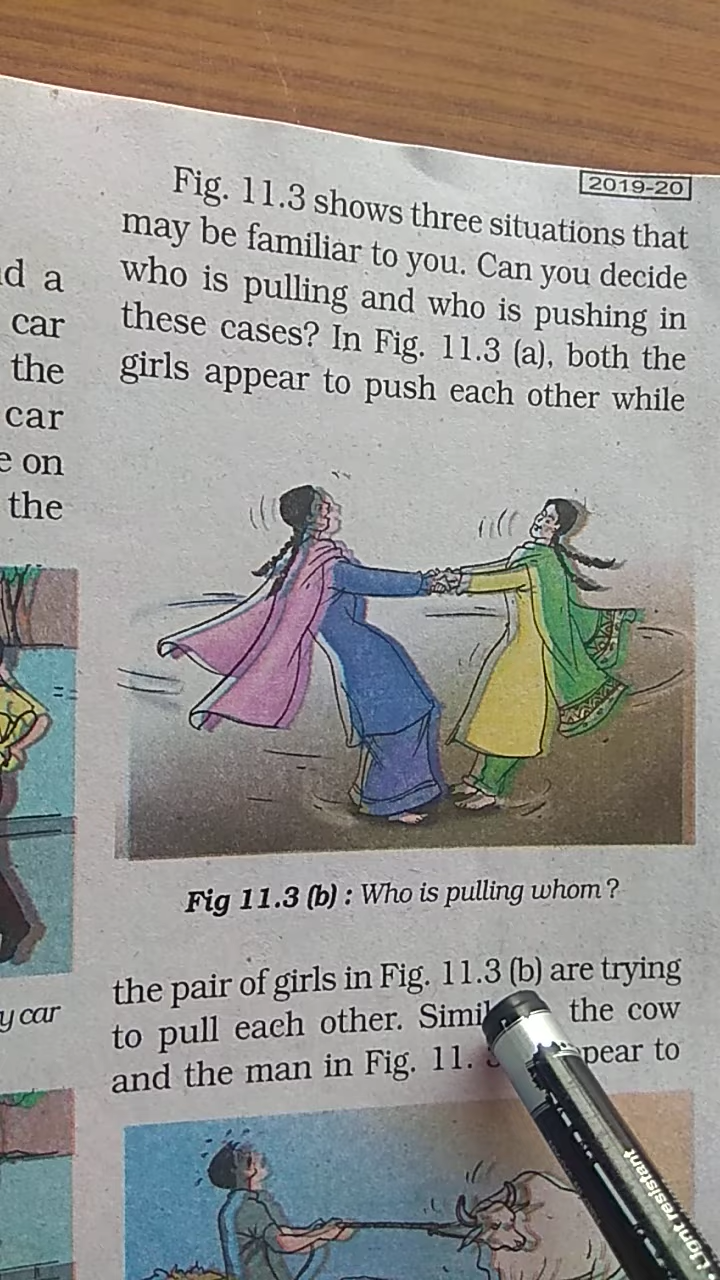 2019-20
d a
car
the
car
e on
the
y car
Fig. 11.3 shows three situations that
may be familiar to you. Can you decide
who is pulling and who is pushing in
these cases? In Fig. 11.3 (a), both the
girls appear to push each other while
Fig 11.3 (b) : Who is pulling whom ?
the pair of girls in Fig. 11.3 (b) are trying
to pull each other. Simil the cow
and the man in Fig. 11. pear to
Light resistant